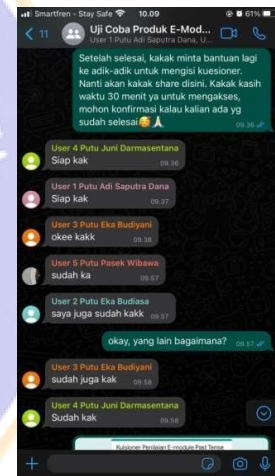 Smartfren - Stay Safe 10.09 61%
11 Uji Coba Produk E-Mod...
User 1 Putu Adi Saputra Dana, U...
Setelah selesai, kakak minta bantuan lagi
ke adik-adik untuk mengisi kuesioner.
Nanti akan kakak share disini. Kakak kasih
waktu 30 menit ya untuk mengakses,
mohon konfirmasi kalau kalian ada yg
sudah selesai🥰🙏
09.36
User 4 Putu Juni Darmasentana
Siap kak
09.36
User 1 Putu Adi Saputra Dana
Siap kak
09.37
User 3 Putu Eka Budiyani
okee kakk
09.38
User 5 Putu Pasek Wibawa
sudah ka
09.57
User 2 Putu Eka Budiasa
saya juga sudah kakk
09.57
okay, yang lain bagaimana? 09.57
User 3 Putu Eka Budiyani
sudah juga kak
09.58
User 4 Putu Juni Darmasentana
Sudah kak
09.58
Kuisioner Penilaian E-module Past Tense